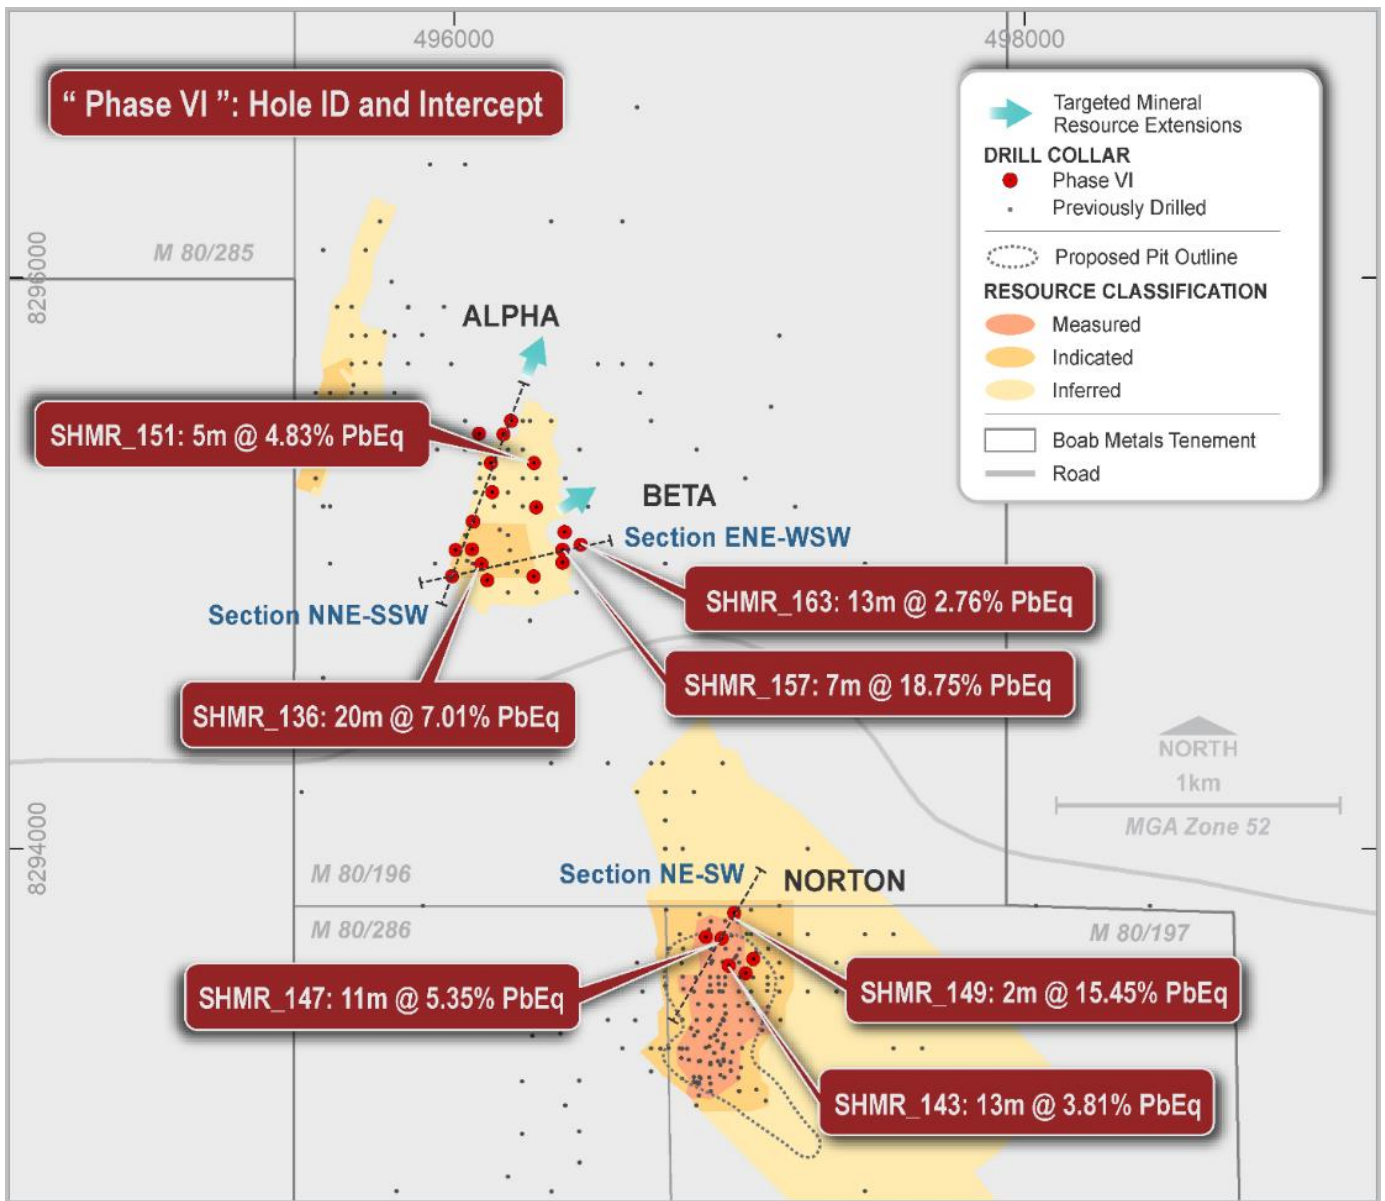 496000
498000
“ Phase VI ”: Hole ID and Intercept
Targeted Mineral
Resource Extensions
DRILL COLLAR
Phase VI
Previously Drilled
Proposed Pit Outline
RESOURCE CLASSIFICATION
Measured
Indicated
Inferred
Boab Metals Tenement
Road
M 80/285
8296000
ALPHA
SHMR_151: 5m @ 4.83% PbEq
BETA
Section ENE-WSW
SHMR_163: 13m @ 2.76% PbEq
Section NNE-SSW
SHMR_157: 7m @ 18.75% PbEq
SHMR_136: 20m @ 7.01% PbEq
NORTH
1km
MGA Zone 52
8294000
M 80/196
Section NE-SW
NORTON
M 80/286
M 80/197
SHMR_147: 11m @ 5.35% PbEq
SHMR_149: 2m @ 15.45% PbEq
SHMR_143: 13m @ 3.81% PbEq